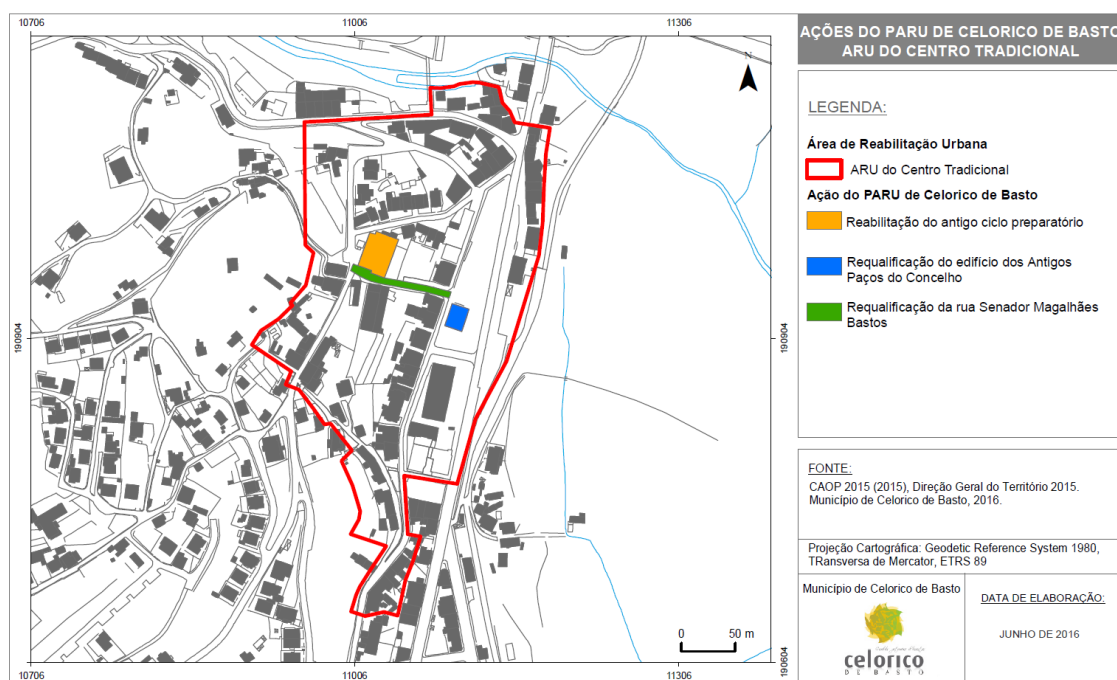 10706
11006
11306
190904
190904
10706
11006
11306
190604
N
0 50 m
AÇÕES DO PARU DE CELORICO DE BASTO
ARU DO CENTRO TRADICIONAL
LEGENDA:
Área de Reabilitação Urbana
ARU do Centro Tradicional
Ação do PARU de Celorico de Basto
Reabilitação do antigo ciclo preparatório
Requalificação do edifício dos Antigos
Paços do Concelho
Requalificação da rua Senador Magalhães
Bastos
FONTE:
CAOP 2015 (2015), Direção Geral do Território 2015.
Município de Celorico de Basto, 2016.
Projeção Cartográfica: Geodetic Reference System 1980,
TRansversa de Mercator, ETRS 89
Município de Celorico de Basto
celorico
DE BASTO
DATA DE ELABORAÇÃO:
JUNHO DE 2016